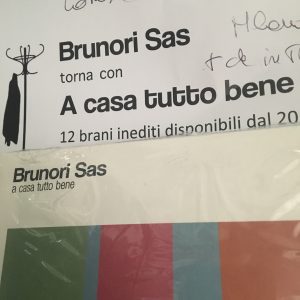 Brunori Sas
torna con
A casa tutto bene
12 brani inediti disponibili dal 20
Brunori Sas
a casa tutto bene